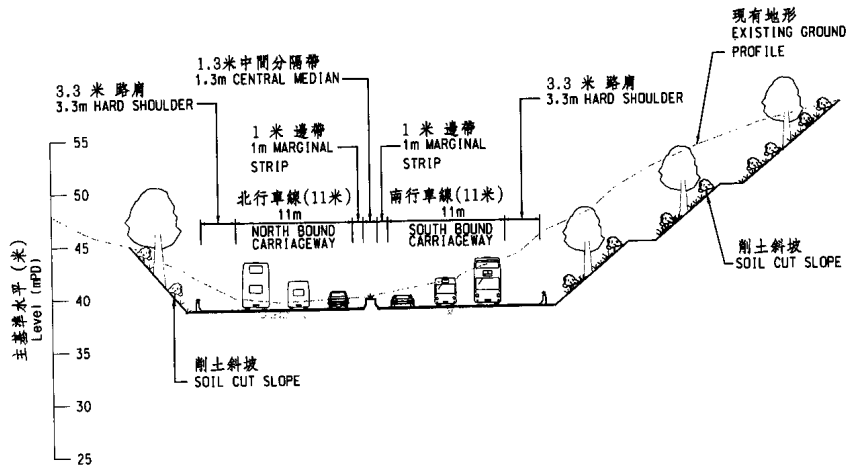 現有地形
EXISTING GROUND
PROFILE
1.3米中間分隔帶
1.3m CENTRAL MEDIAN
3.3 米 路肩
3.3m HARD SHOULDER
3.3 米 路肩
3.3m HARD SHOULDER
1 米 邊帶
1m MARGINAL
STRIP
1 米 邊帶
1m MARGINAL
STRIP
北行車線(11米)
11m
NORTH BOUND
CARRIAGEWAY
南行車線(11米)
11m
SOUTH BOUND
CARRIAGEWAY
55
50
45
40
35
30
25
主基準水平 (米)
Level (mPD)
削土斜坡
SOIL CUT SLOPE
削土斜坡
SOIL CUT SLOPE